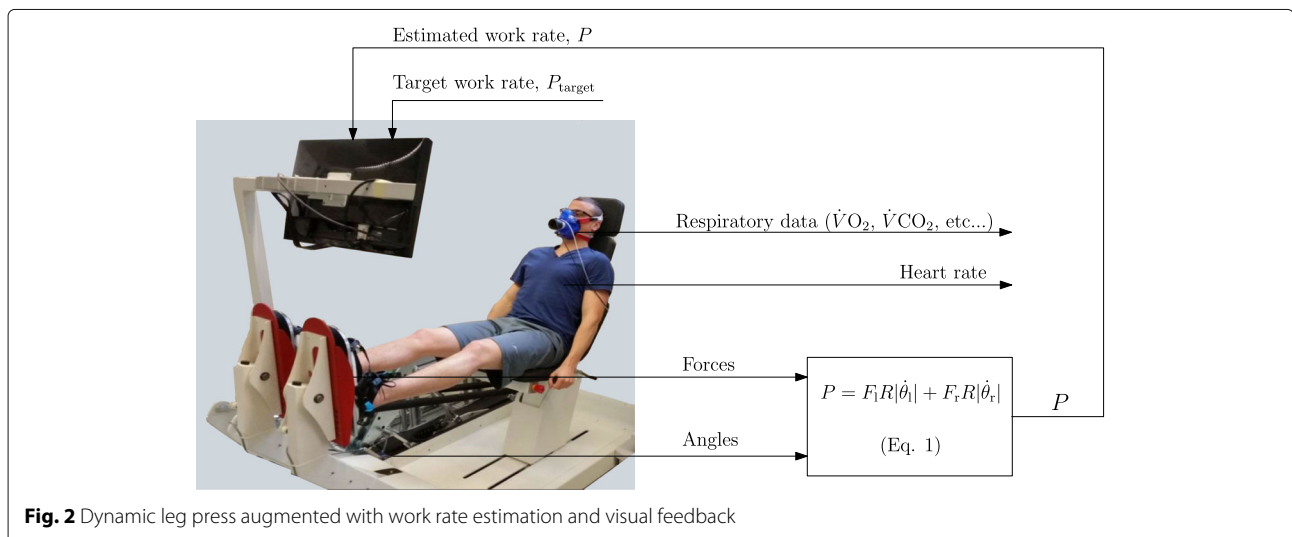 Estimated work rate, P
Target work rate, P_target
Respiratory data (V̇O₂, V̇CO₂, etc...)
Heart rate
Forces
P = F_l R|θ̇_l| + F_r R|θ̇_r|
(Eq. 1)
P
Angles
Fig. 2 Dynamic leg press augmented with work rate estimation and visual feedback